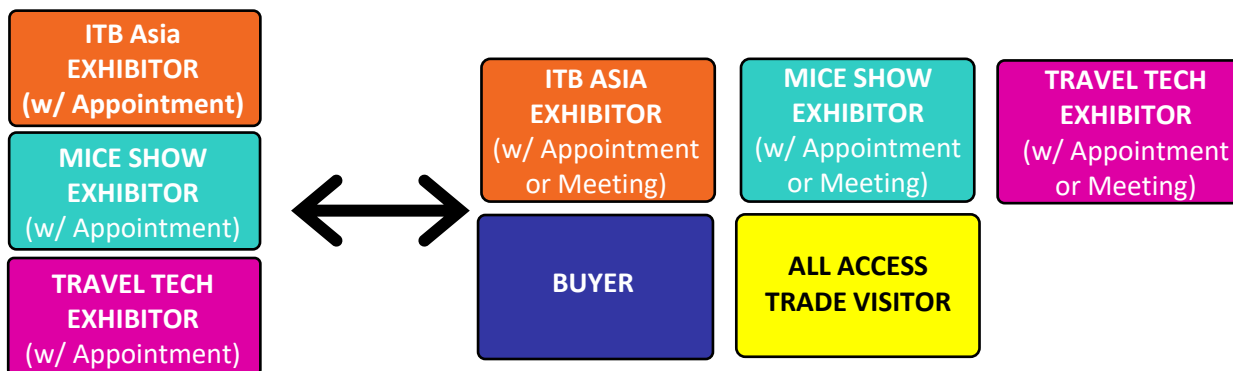 ITB Asia
EXHIBITOR
(w/ Appointment)
MICE SHOW
EXHIBITOR
(w/ Appointment)
TRAVEL TECH
EXHIBITOR
(w/ Appointment)
ITB ASIA
EXHIBITOR
(w/ Appointment
or Meeting)
MICE SHOW
EXHIBITOR
(w/ Appointment
or Meeting)
TRAVEL TECH
EXHIBITOR
(w/ Appointment
or Meeting)
BUYER
ALL ACCESS
TRADE VISITOR